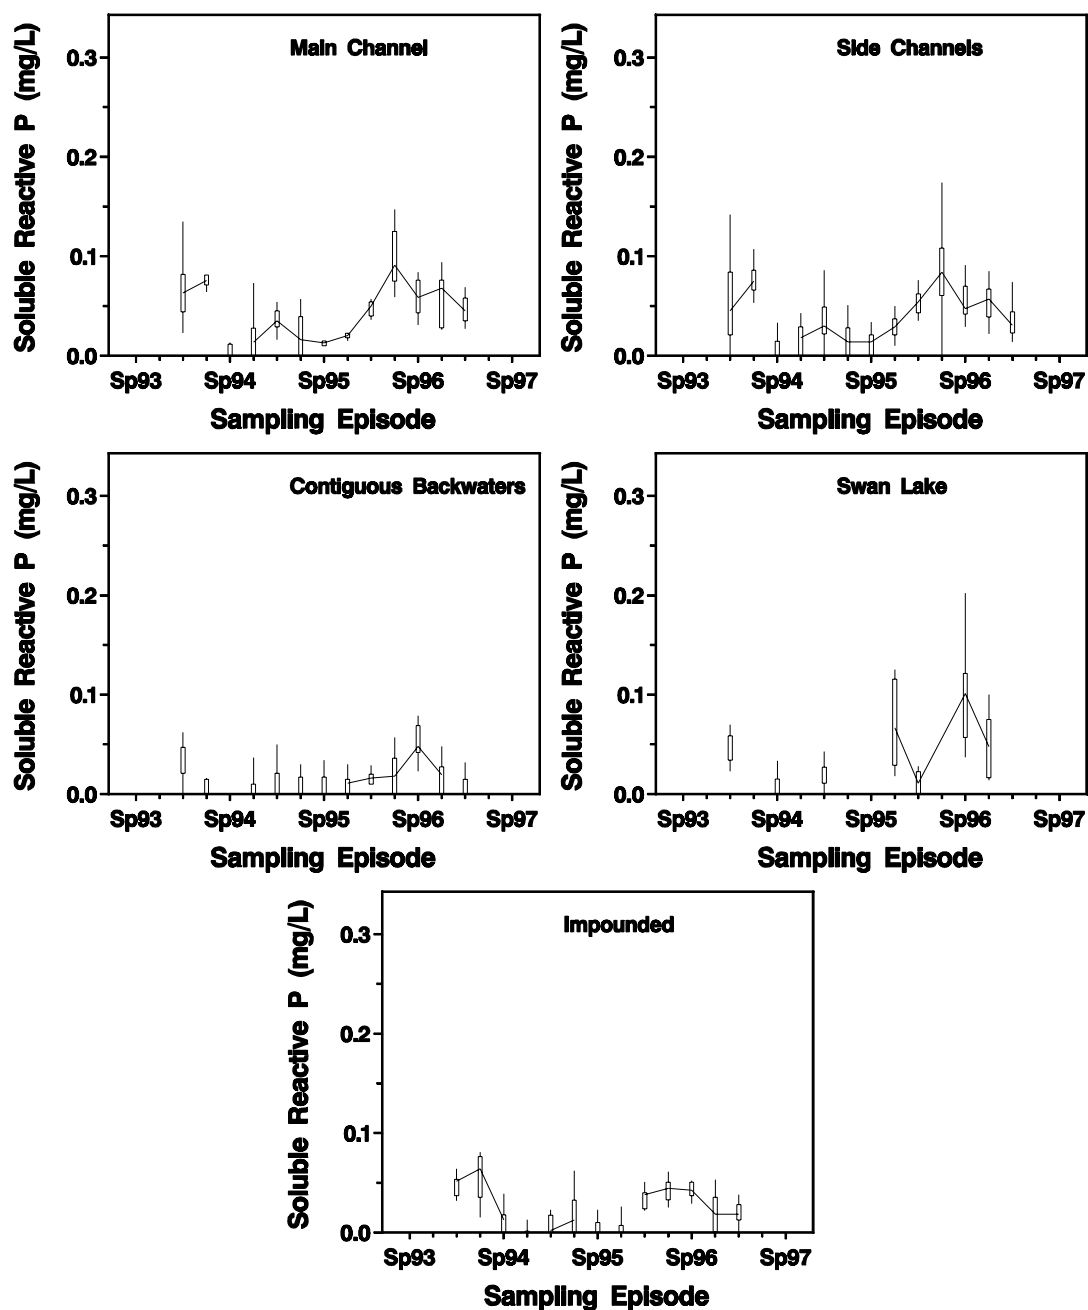 Soluble Reactive P (mg/L)
Main Channel
0.3
0.2
0.1
0.0
Sp93 Sp94 Sp95 Sp96 Sp97
Sampling Episode
Soluble Reactive P (mg/L)
Side Channels
0.3
0.2
0.1
0.0
Sp93 Sp94 Sp95 Sp96 Sp97
Sampling Episode
Soluble Reactive P (mg/L)
Contiguous Backwaters
0.3
0.2
0.1
0.0
Sp93 Sp94 Sp95 Sp96 Sp97
Sampling Episode
Soluble Reactive P (mg/L)
Swan Lake
0.3
0.2
0.1
0.0
Sp93 Sp94 Sp95 Sp96 Sp97
Sampling Episode
Soluble Reactive P (mg/L)
Impounded
0.3
0.2
0.1
0.0
Sp93 Sp94 Sp95 Sp96 Sp97
Sampling Episode